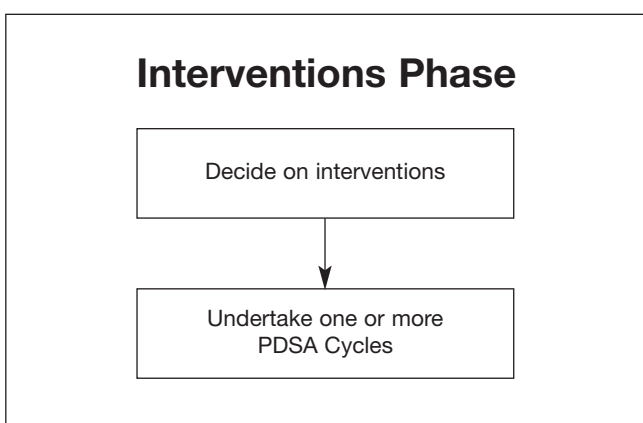 Interventions Phase
Decide on interventions
Undertake one or more
PDSA Cycles